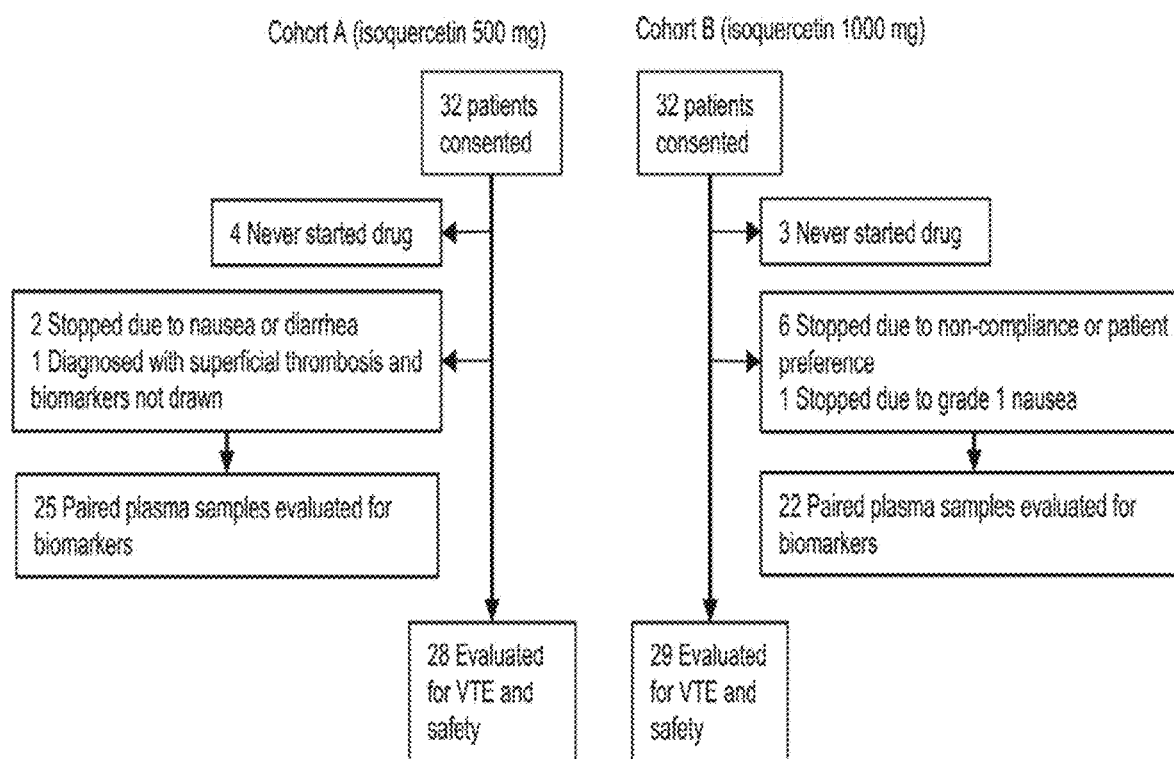 Cohort A (isoquercetin 500 mg)
Cohort B (isoquercetin 1000 mg)
32 patients
consented
32 patients
consented
4 Never started drug
3 Never started drug
2 Stopped due to nausea or diarrhea
1 Diagnosed with superficial thrombosis and
biomarkers not drawn
6 Stopped due to non-compliance or patient
preference
1 Stopped due to grade 1 nausea
25 Paired plasma samples evaluated for
biomarkers
22 Paired plasma samples evaluated for
biomarkers
28 Evaluated
for VTE and
safety
29 Evaluated
for VTE and
safety